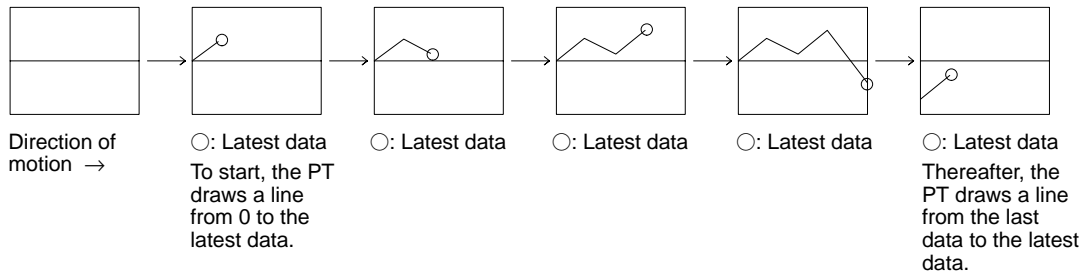 Direction of
motion →
○: Latest data
To start, the PT
draws a line
from 0 to the
latest data.
○: Latest data
○: Latest data
○: Latest data
○: Latest data
Thereafter, the
PT draws a line
from the last
data to the latest
data.